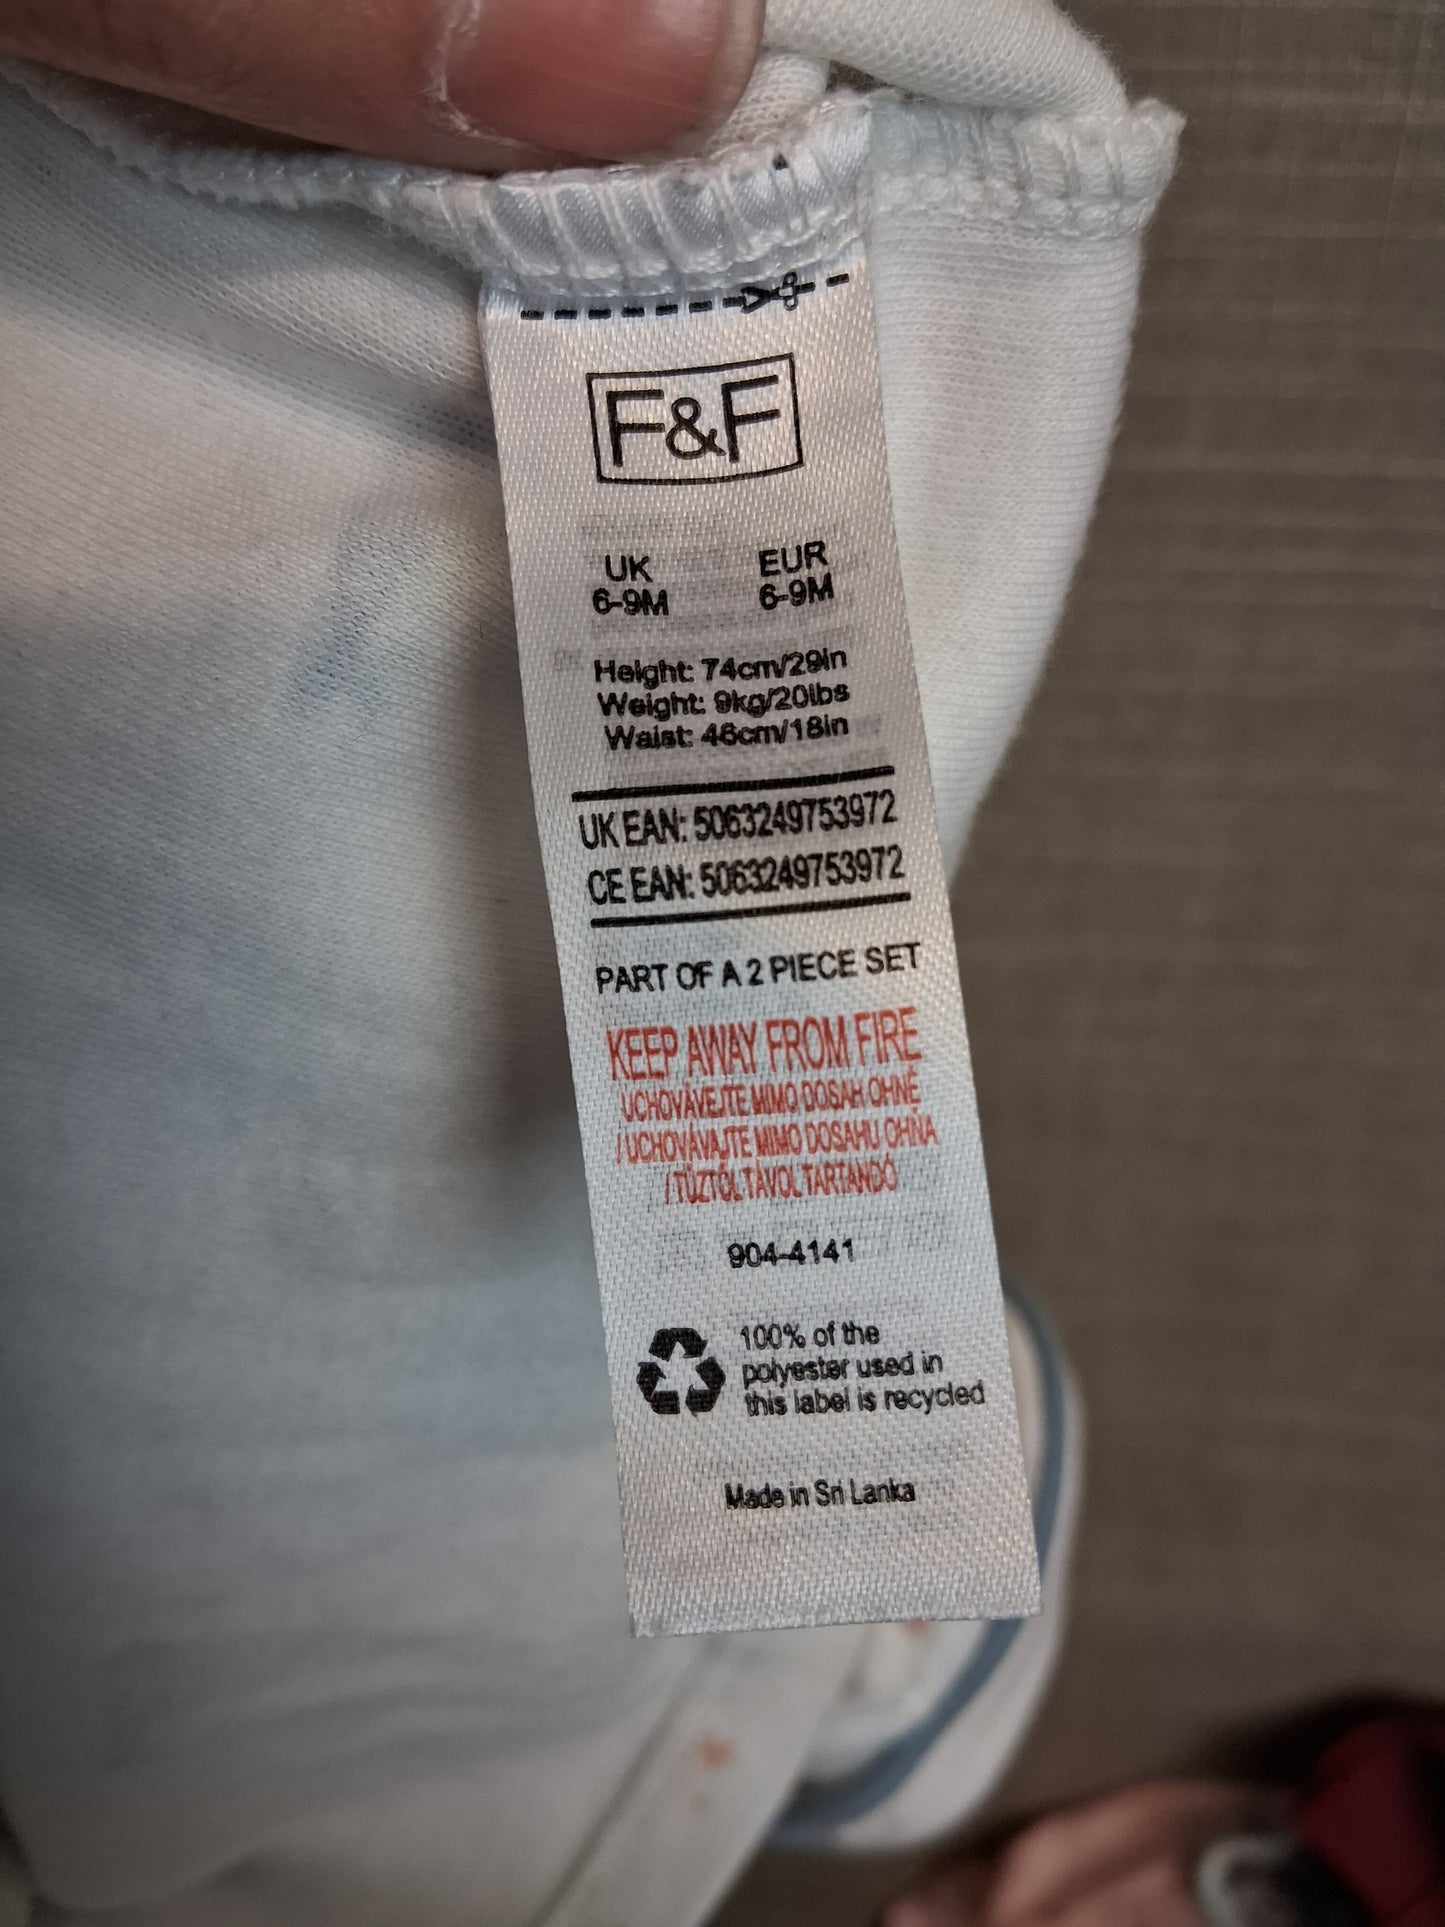 F&F
UK EUR
6-9M 6-9M
Height: 74cm/29in
Weight: 9kg/20lbs
Waist: 46cm/18in
UK EAN: 5063249753972
CE EAN: 5063249753972
PART OF A 2 PIECE SET
KEEP AWAY FROM FIRE
UCHOVÁVEJTE MIMO DOSAH OHNĚ
/ UCHOVÁVAJTE MIMO DOSAHU OHŇA
/ TŰZTŐL TÁVOL TARTANDÓ
904-4141
100% of the
polyester used in
this label is recycled
Made in Sri Lanka